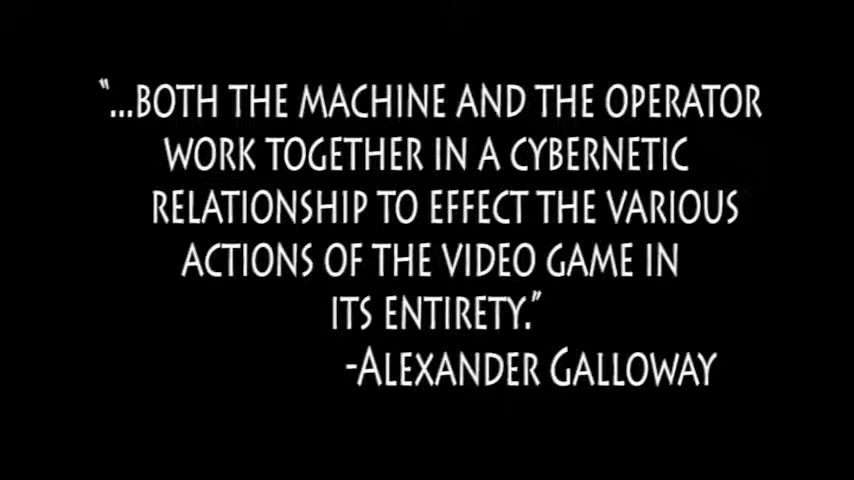 “...BOTH THE MACHINE AND THE OPERATOR
WORK TOGETHER IN A CYBERNETIC
RELATIONSHIP TO EFFECT THE VARIOUS
ACTIONS OF THE VIDEO GAME IN
ITS ENTIRETY.”
-ALEXANDER GALLOWAY